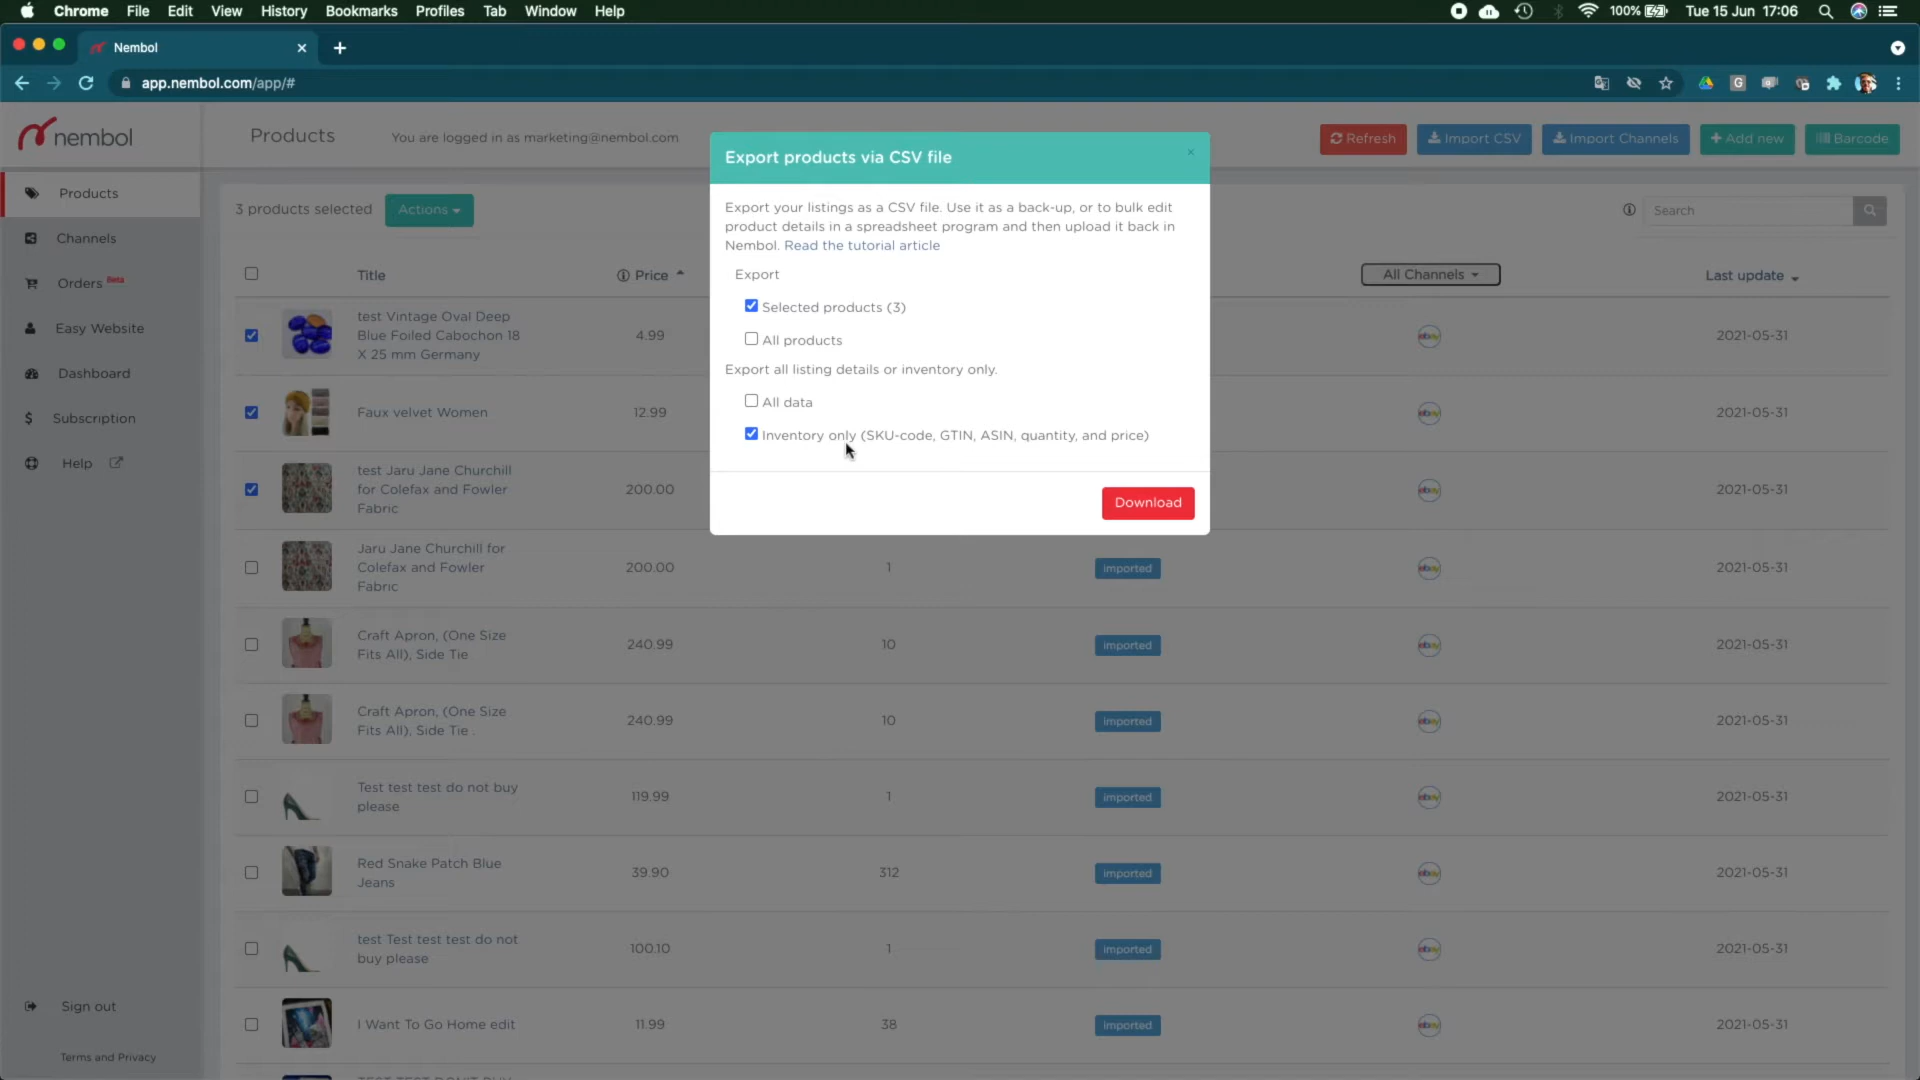 Chrome File Edit View History Bookmarks Profiles Tab Window Help 100% Tue 15 Jun 17:06
Nembol
app.nembol.com/app/#
nembol
Products
You are logged in as marketing@nembol.com
Refresh
Import CSV
Import Channels
Add new
Barcode
Products
Channels
Orders Beta
Easy Website
Dashboard
Subscription
Help
Sign out
Terms and Privacy
3 products selected
Actions
Search
Title
Price
All Channels
Last update
Export products via CSV file
Export your listings as a CSV file. Use it as a back-up, or to bulk edit
product details in a spreadsheet program and then upload it back in
Nembol. Read the tutorial article
Export
Selected products (3)
All products
Export all listing details or inventory only.
All data
Inventory only (SKU-code, GTIN, ASIN, quantity, and price)
Download
test Vintage Oval Deep
Blue Foiled Cabochon 18
X 25 mm Germany
4.99
ebay
2021-05-31
Faux velvet Women
12.99
ebay
2021-05-31
test Jaru Jane Churchill
for Colefax and Fowler
Fabric
200.00
ebay
2021-05-31
Jaru Jane Churchill for
Colefax and Fowler
Fabric
200.00
1
imported
ebay
2021-05-31
Craft Apron, (One Size
Fits All), Side Tie
240.99
10
imported
ebay
2021-05-31
Craft Apron, (One Size
Fits All), Side Tie .
240.99
10
imported
ebay
2021-05-31
Test test test do not buy
please
119.99
1
imported
ebay
2021-05-31
Red Snake Patch Blue
Jeans
39.90
312
imported
ebay
2021-05-31
test Test test test do not
buy please
100.10
1
imported
ebay
2021-05-31
I Want To Go Home edit
11.99
38
imported
ebay
2021-05-31